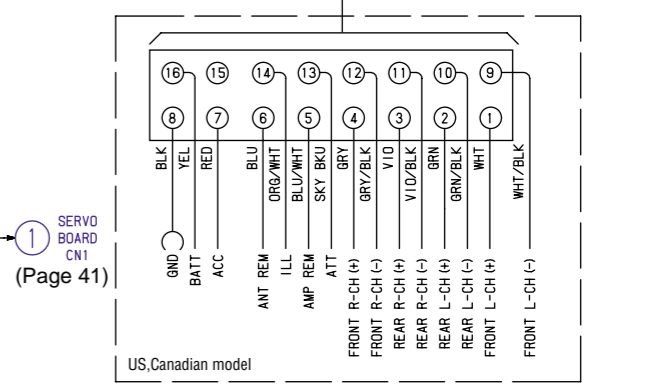 16 15 14 13 12 11 10 9
8 7 6 5 4 3 2 1
BLK
YEL
RED
BLU
ORG/WHT
BLU/WHT
SKY BKU
GRY
GRY/BLK
VIO
VIO/BLK
GRN
GRN/BLK
WHT
WHT/BLK
1
SERVO
BOARD
CN1
(Page 41)
GND
BATT
ACC
ANT REM
ILL
AMP REM
ATT
FRONT R-CH (+)
FRONT R-CH (-)
REAR R-CH (+)
REAR R-CH (-)
REAR L-CH (+)
REAR L-CH (-)
FRONT L-CH (+)
FRONT L-CH (-)
US,Canadian model